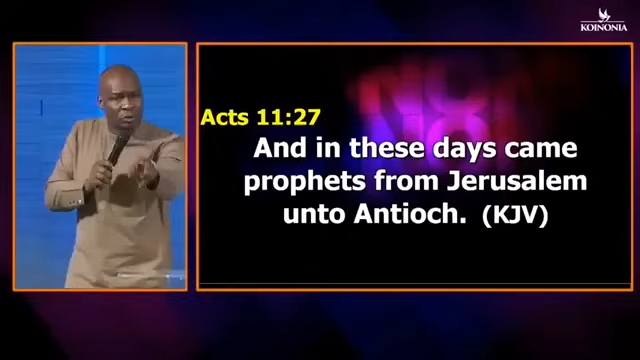 KOINONIA
Acts 11:27
And in these days came
prophets from Jerusalem
unto Antioch. (KJV)